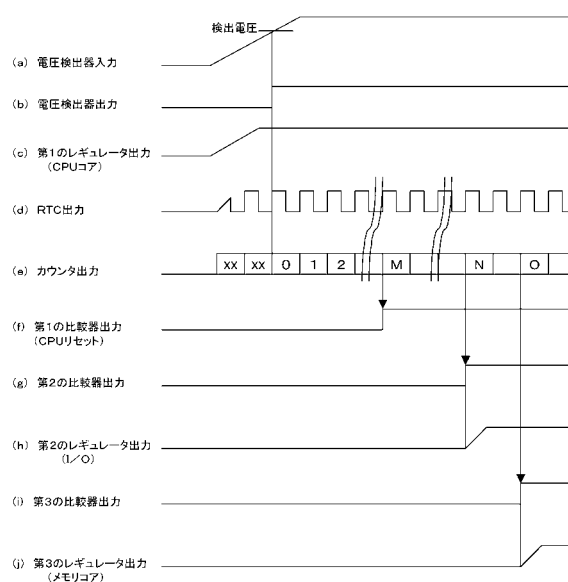 検出電圧
(a) 電圧検出器入力
(b) 電圧検出器出力
(c) 第1のレギュレータ出力
(CPUコア)
(d) RTC出力
(e) カウンタ出力
xx xx 0 1 2 M N O
(f) 第1の比較器出力
(CPUリセット)
(g) 第2の比較器出力
(h) 第2のレギュレータ出力
(I/O)
(i) 第3の比較器出力
(j) 第3のレギュレータ出力
(メモリコア)